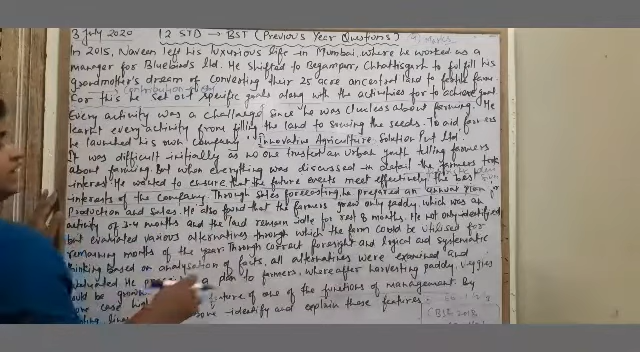 3 July 2020 12 STD → BST (Previous Year Questions)
In 2015, Naveen left his luxurious life in Mumbai, where he worked as a
manager for Bluebirds ltd. He shifted to Begampur, Chhattisgarh to fulfill his
grandmother's dream of converting their 25 acre ancestral land to fertile farm.
For this he set out specific goals along with the activities for to achieve goal
Every activity was a challenge since he was clueless about farming. He
learnt every activity from filling the land to sowing the seeds. To aid farmers
he launched his own company 'Innovative Agriculture Solution Pvt Ltd'
It was difficult initially as no one trusted an urban youth telling farmers
about farming. But when everything was discussed in detail the farmers took
interest. He wanted to ensure that the future events meet effectively the best
interests of the company. Through sales forecasting, he prepared an annual plan for
Production and Sales. He also found that the farmers grew only paddy, which was an
activity of 3-4 months and the land remain idle for rest 8 months. He not only identified
but evaluated various alternatives through which the farm could be utilised for
remaining months of the year. Through correct foresight and logical and systematic
thinking based on analysation of facts, all alternatives were examined and
He a plan to farmers, where after harvesting paddy, veggies
be of one of the functions of management. By
identify and explain these features
CBSE 2018